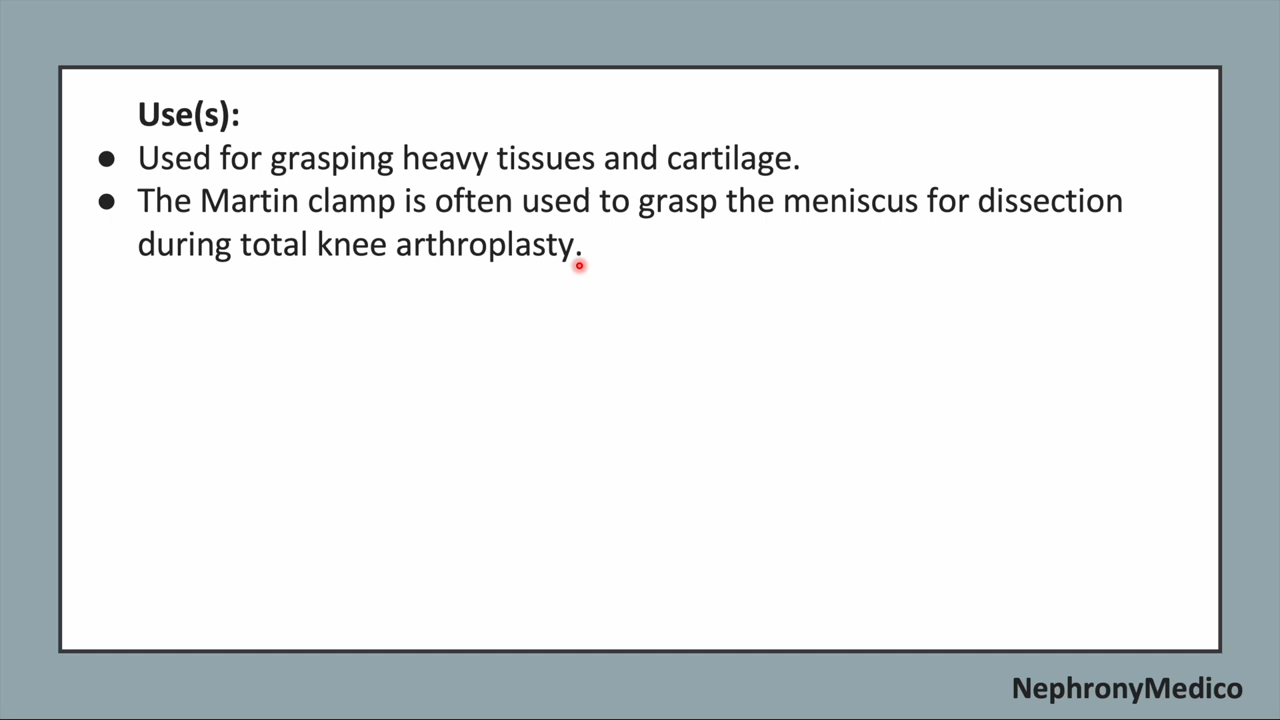 Use(s):
● Used for grasping heavy tissues and cartilage.
● The Martin clamp is often used to grasp the meniscus for dissection
during total knee arthroplasty.
NephronyMedico